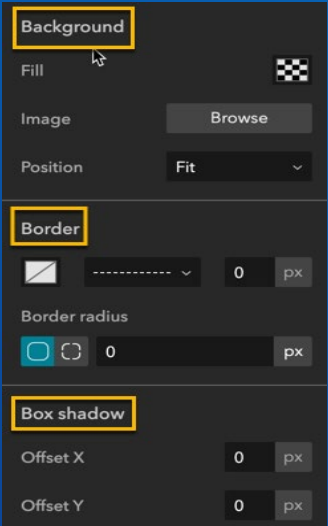 Background
Fill
Image Browse
Position Fit
Border
0 px
Border radius
0 px
Box shadow
Offset X 0 px
Offset Y 0 px